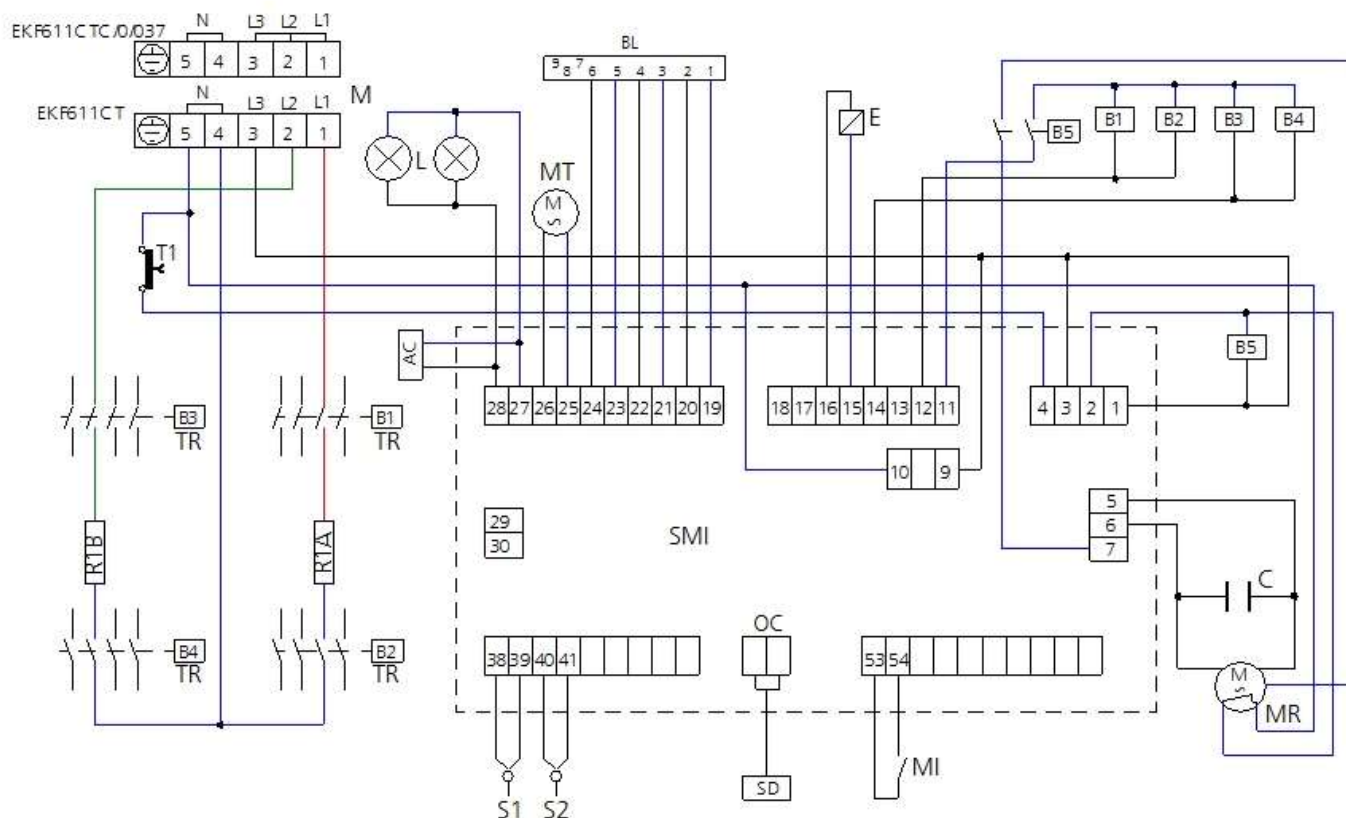 EKF611CTC/0/037
N L3 L2 L1
5 4 3 2 1
EKF611CT
N L3 L2 L1
5 4 3 2 1
M
BL
9 8 7 6 5 4 3 2 1
L
MT
M
S
E
B5
B1
B2
B3
B4
T1
AC
B5
28 27 26 25 24 23 22 21 20 19
18 17 16 15 14 13 12 11
4 3 2 1
B3
TR
B1
TR
10 9
5
6
7
29
30
SMI
R1B
R1A
C
B4
TR
B2
TR
38 39 40 41
OC
53 54
M
S
MR
MI
SD
S1
S2